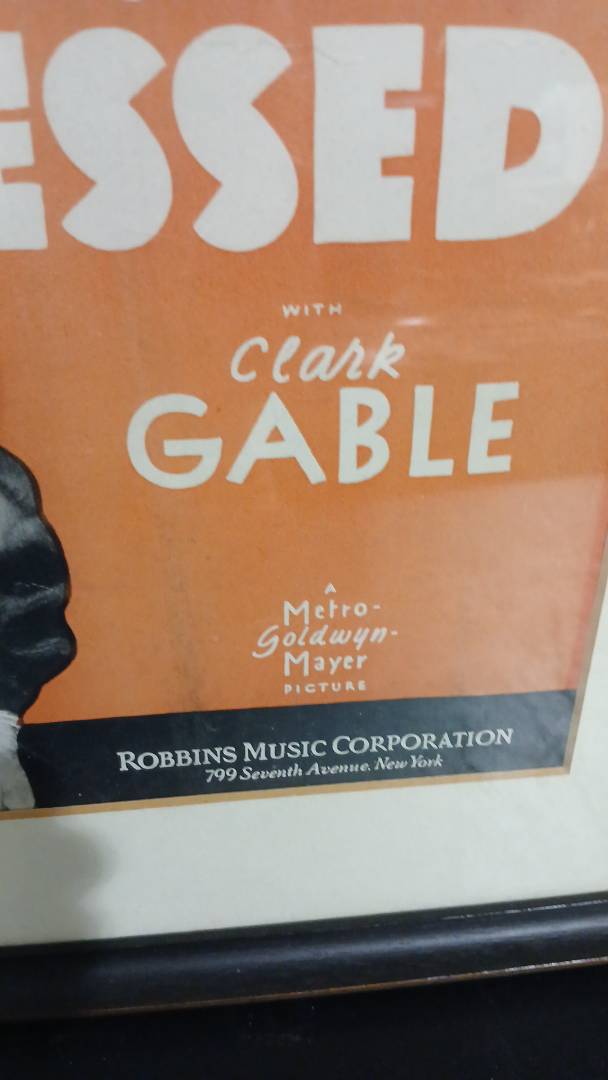 ESSED
WITH
Clark
GABLE
A
Metro-
Goldwyn-
Mayer
PICTURE
ROBBINS MUSIC CORPORATION
799 Seventh Avenue. New York